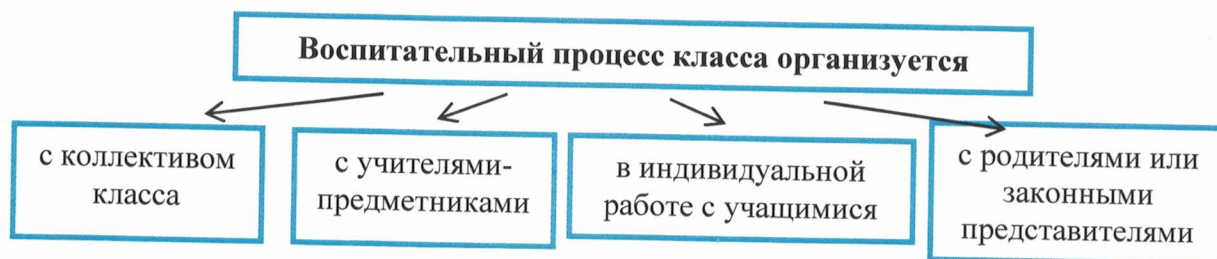 Воспитательный процесс класса организуется
с коллективом
класса
с учителями-
предметниками
в индивидуальной
работе с учащимися
с родителями или
законными
представителями